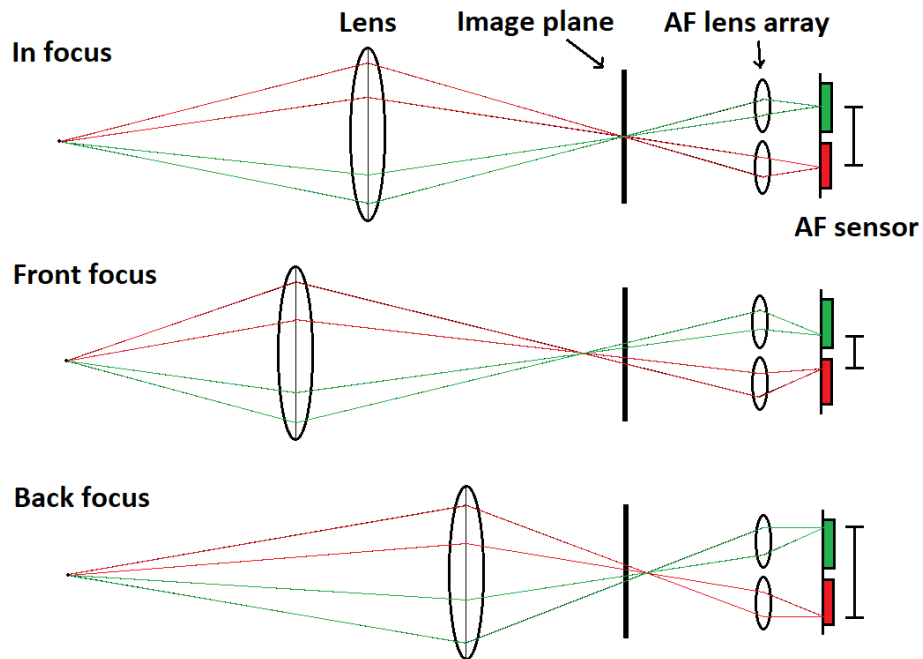 Lens
Image plane
AF lens array
In focus
AF sensor
Front focus
Back focus